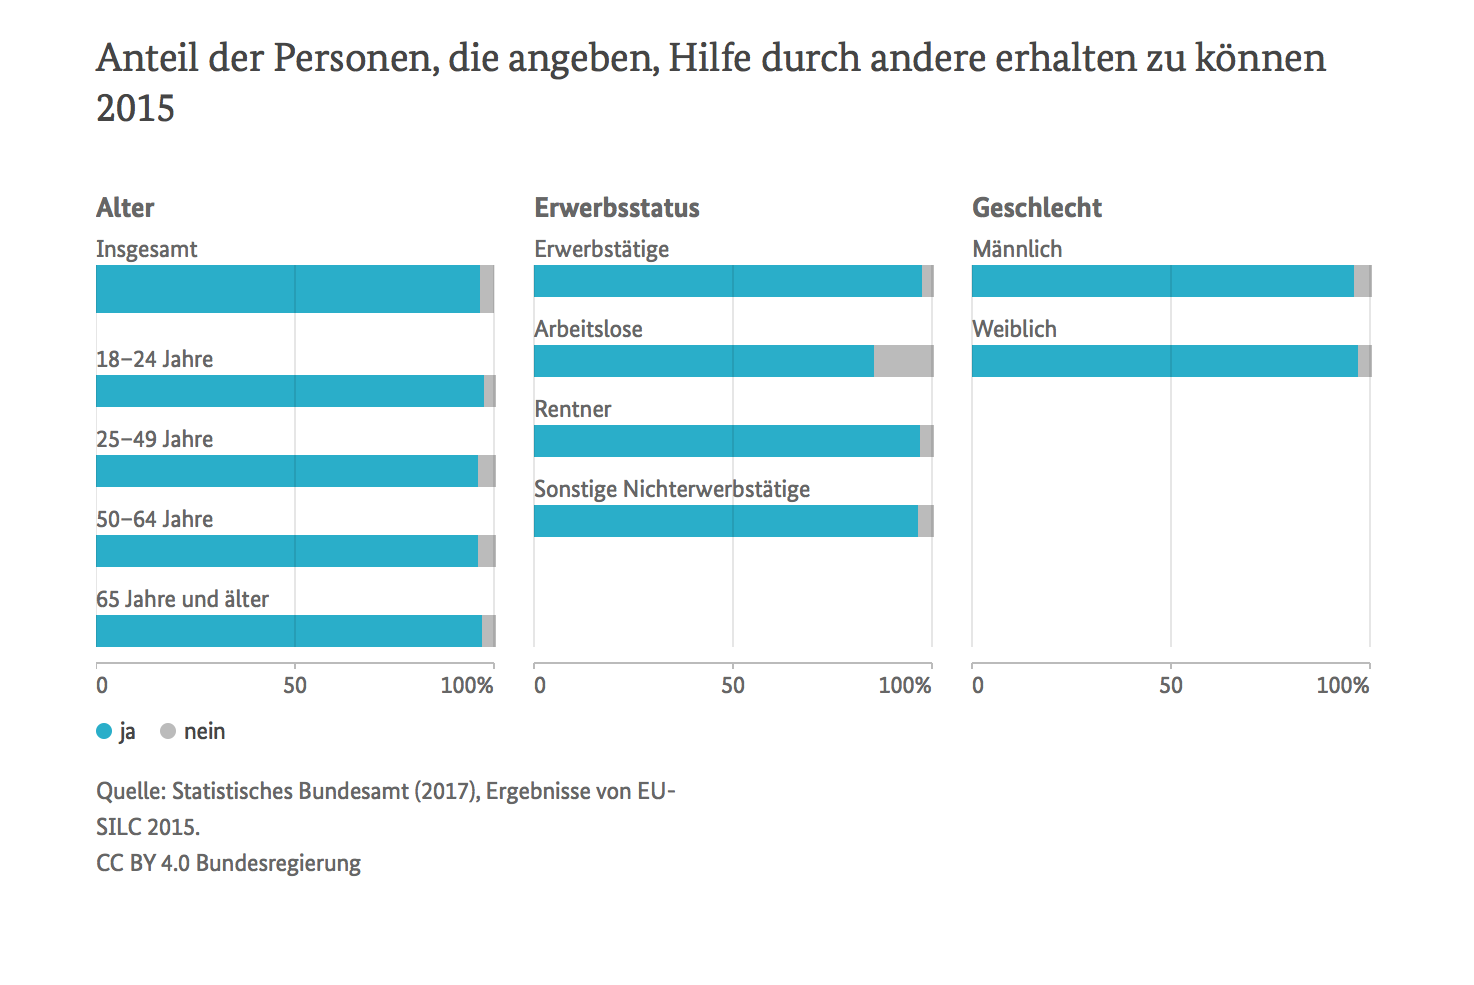 Anteil der Personen, die angeben, Hilfe durch andere erhalten zu können
2015
Alter
Insgesamt
18–24 Jahre
25–49 Jahre
50–64 Jahre
65 Jahre und älter
0 50 100%
Erwerbsstatus
Erwerbstätige
Arbeitslose
Rentner
Sonstige Nichterwerbstätige
0 50 100%
Geschlecht
Männlich
Weiblich
0 50 100%
ja nein
Quelle: Statistisches Bundesamt (2017), Ergebnisse von EU-
SILC 2015.
CC BY 4.0 Bundesregierung